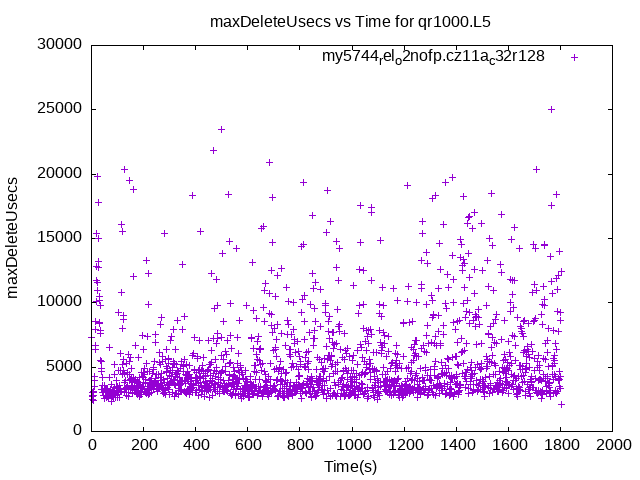 maxDeleteUsecs vs Time for qr1000.L5
my5744_rel_o2nofp.cz11a_c32r128
30000
25000
20000
15000
10000
5000
0
maxDeleteUsecs
0 200 400 600 800 1000 1200 1400 1600 1800 2000
Time(s)